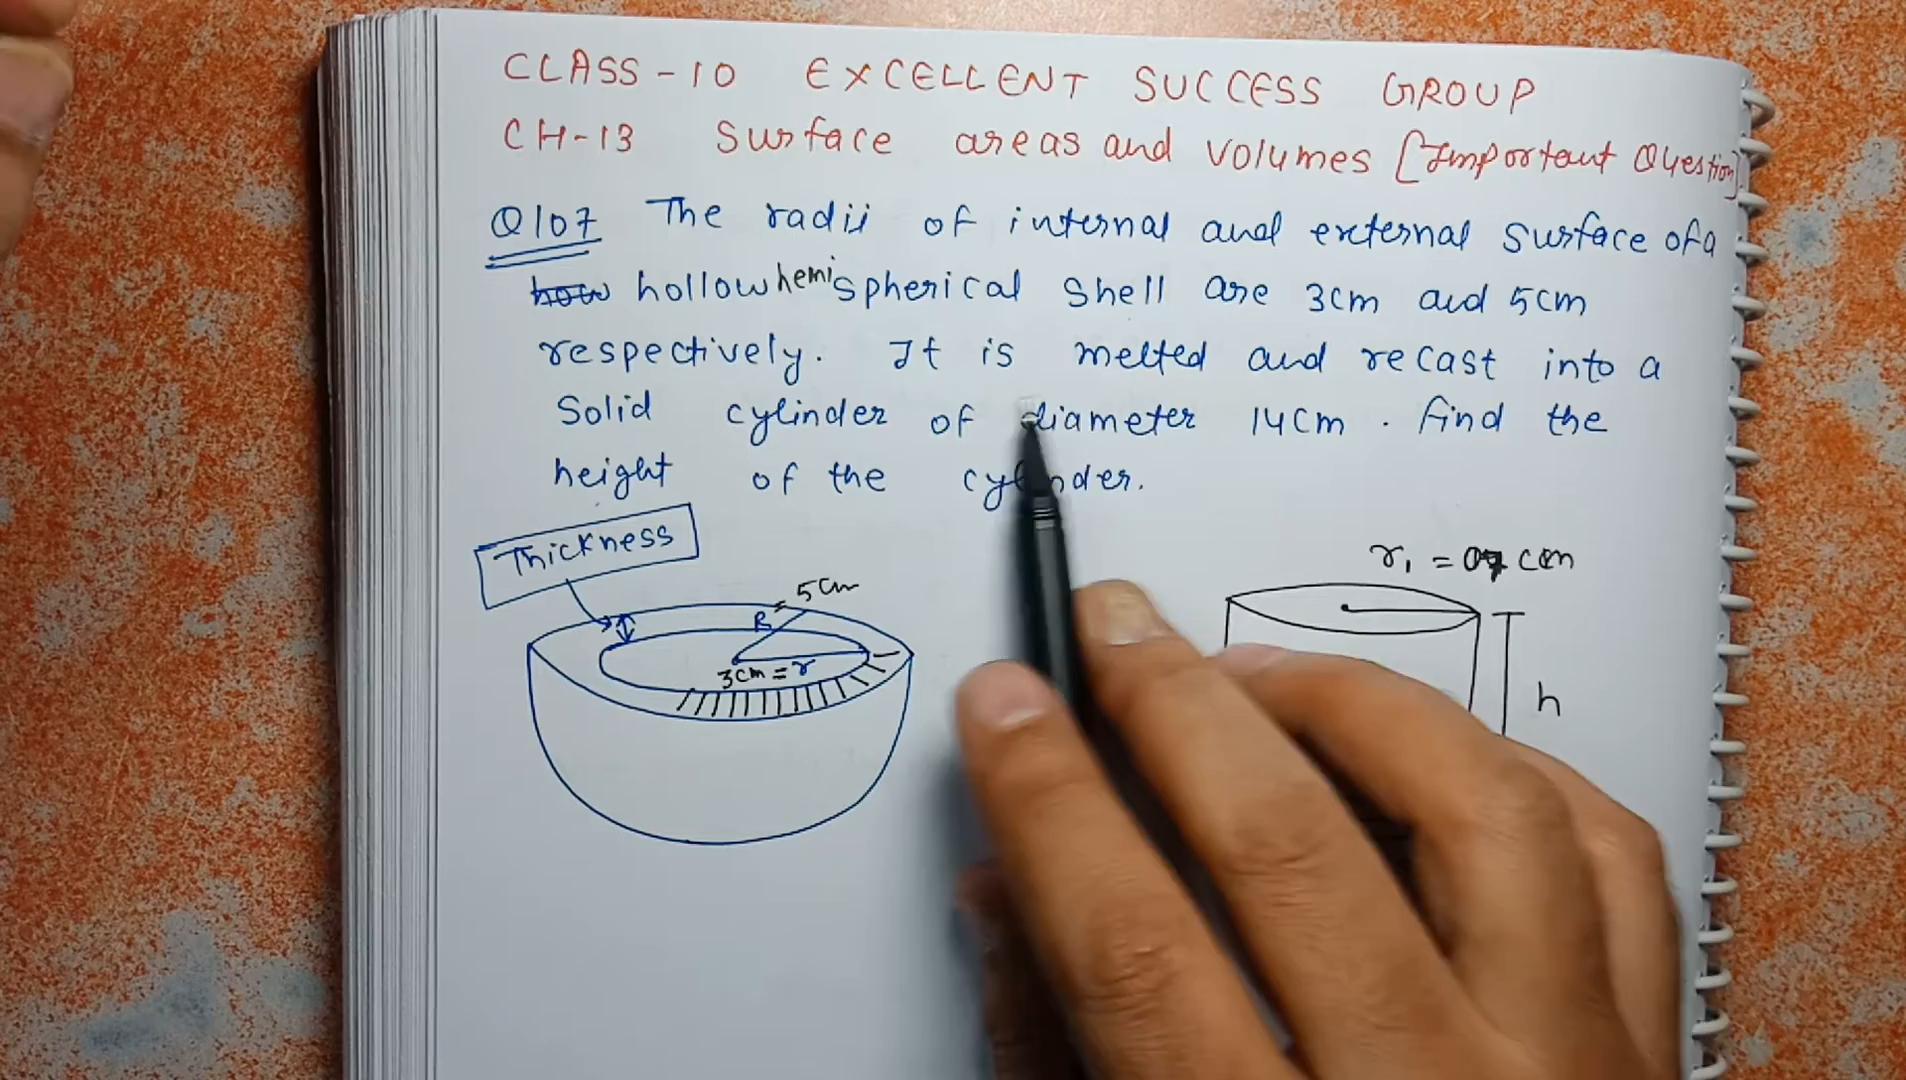 CLASS-10 EXCELLENT SUCCESS GROUP
CH-13 Surface areas and volumes [Important Question]
Q107 The radii of internal and external surface of a
hollow hemispherical shell are 3cm and 5cm
respectively. It is melted and recast into a
Solid cylinder of diameter 14cm. find the
height of the cylinder.
Thickness
R = 5cm
3cm = r
r₁ = 07 cm
h